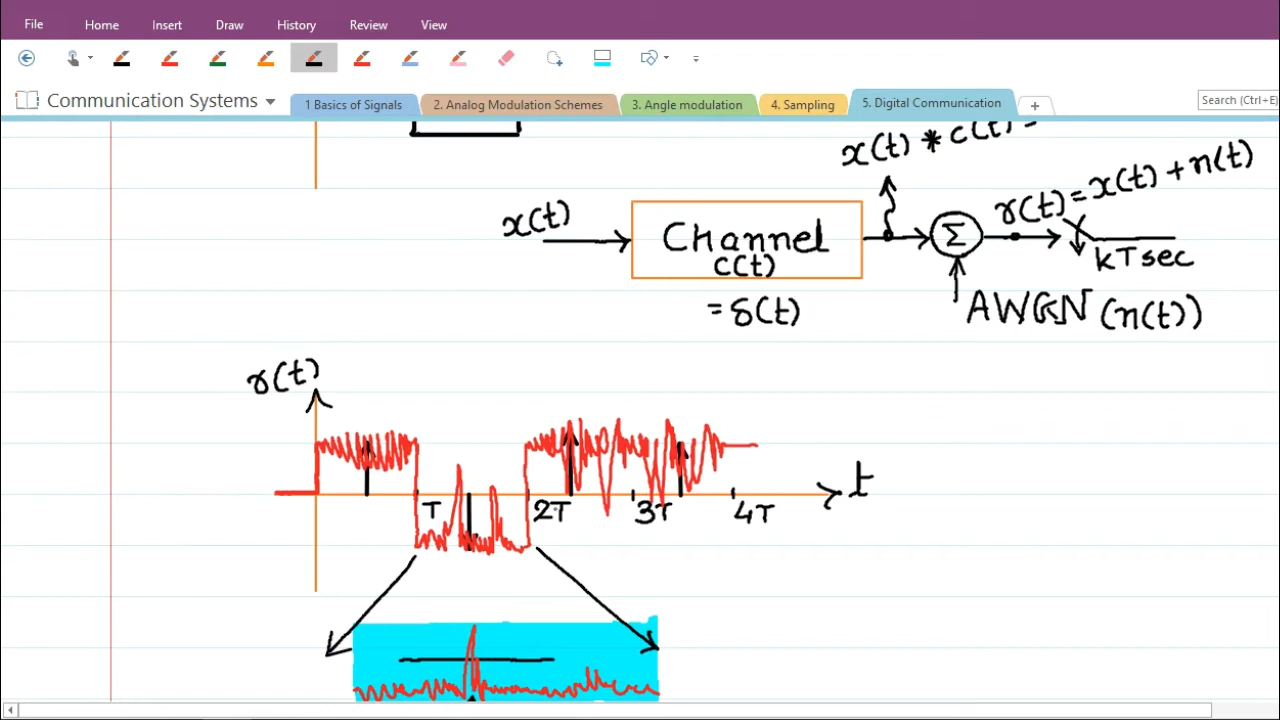 File Home Insert Draw History Review View
Communication Systems 1 Basics of Signals 2. Analog Modulation Schemes 3. Angle modulation 4. Sampling 5. Digital Communication + Search (Ctrl+E)
x(t) * c(t) =
x(t) Channel Σ r(t) = x(t) + n(t)
c(t) kT sec
= δ(t) AWGN (n(t))
r(t)
t
T 2T 3T 4T